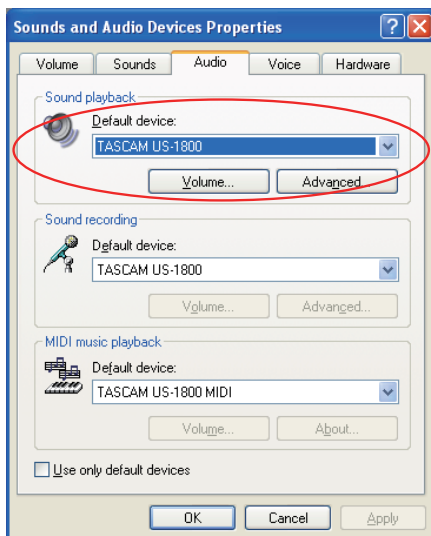 Sounds and Audio Devices Properties
Volume Sounds Audio Voice Hardware
Sound playback
Default device:
TASCAM US-1800
Volume... Advanced...
Sound recording
Default device:
TASCAM US-1800
Volume... Advanced...
MIDI music playback
Default device:
TASCAM US-1800 MIDI
Volume... About...
Use only default devices
OK Cancel Apply